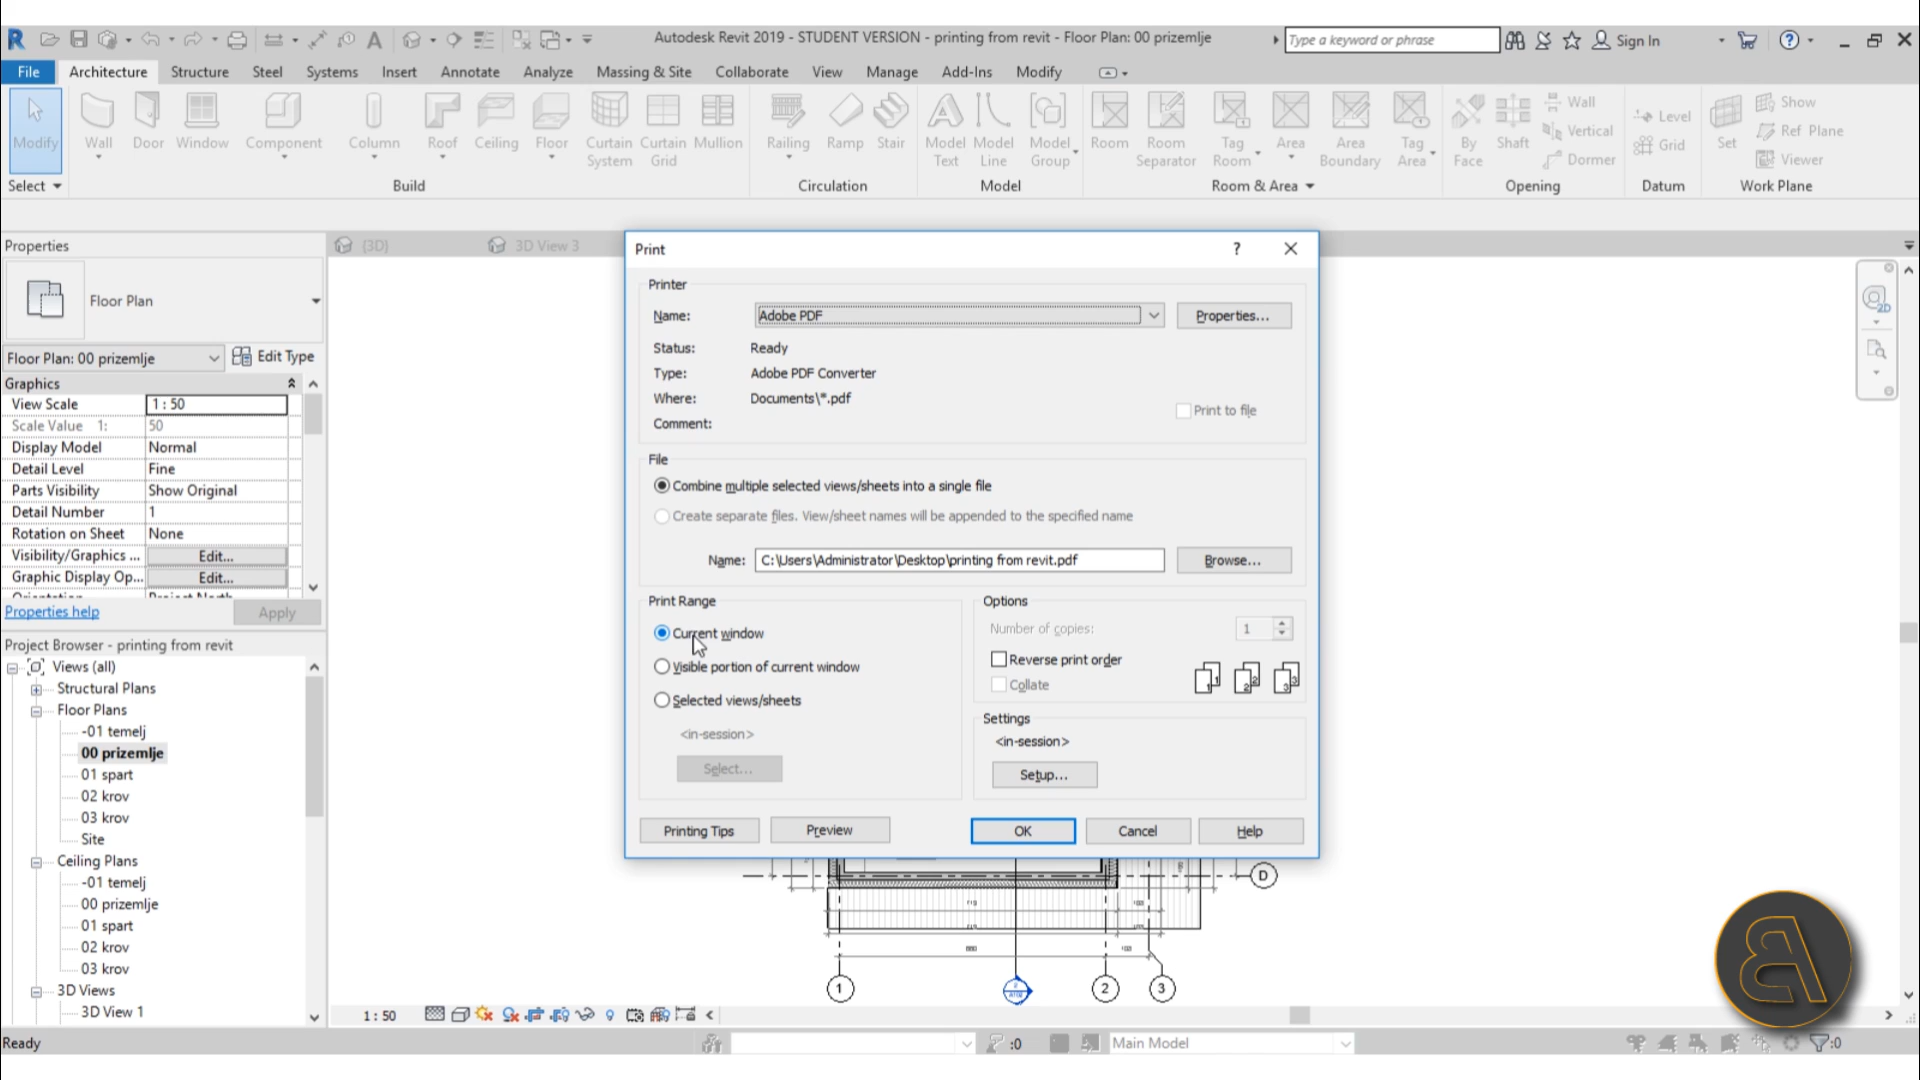 Autodesk Revit 2019 - STUDENT VERSION - printing from revit - Floor Plan: 00 prizemlje
Type a keyword or phrase
Sign In
File Architecture Structure Steel Systems Insert Annotate Analyze Massing & Site Collaborate View Manage Add-Ins Modify
Modify
Wall
Door
Window
Component
Column
Roof
Ceiling
Floor
Curtain System
Curtain Grid
Mullion
Railing
Ramp
Stair
Model Text
Model Line
Model Group
Room
Room Separator
Tag Room
Area
Area Boundary
Tag Area
By Face
Shaft
Wall
Vertical
Dormer
Level
Grid
Set
Show
Ref Plane
Viewer
Select
Build
Circulation
Model
Room & Area
Opening
Datum
Work Plane
Properties
{3D}
3D View 3
Floor Plan
Floor Plan: 00 prizemlje
Edit Type
Graphics
View Scale 1 : 50
Scale Value 1: 50
Display Model Normal
Detail Level Fine
Parts Visibility Show Original
Detail Number 1
Rotation on Sheet None
Visibility/Graphics ... Edit...
Graphic Display Op... Edit...
Orientation Project North
Properties help
Apply
Project Browser - printing from revit
Views (all)
Structural Plans
Floor Plans
-01 temelj
00 prizemlje
01 spart
02 krov
03 krov
Site
Ceiling Plans
-01 temelj
00 prizemlje
01 spart
02 krov
03 krov
3D Views
3D View 1
Print
?
Printer
Name: Adobe PDF
Properties...
Status: Ready
Type: Adobe PDF Converter
Where: Documents\*.pdf
Comment:
Print to file
File
Combine multiple selected views/sheets into a single file
Create separate files. View/sheet names will be appended to the specified name
Name: C:\Users\Administrator\Desktop\printing from revit.pdf
Browse...
Print Range
Current window
Visible portion of current window
Selected views/sheets
<in-session>
Select...
Options
Number of copies: 1
Reverse print order
Collate
1 1 2 2 3 3
Settings
<in-session>
Setup...
Printing Tips
Preview
OK
Cancel
Help
2D
D
1
2
3
1 : 50
Ready
:0
Main Model
:0